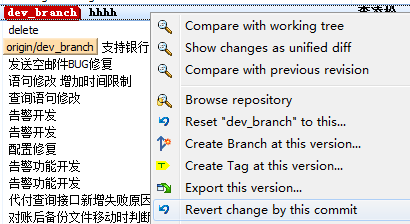 dev_branch hhhh
delete
origin/dev_branch 支持银行
发送空邮件BUG修复
语句修改 增加时间限制
查询语句修改
告警开发
告警开发
配置修复
告警功能开发
告警功能开发
代付查询接口新增失败原因
对账后备份文件移动时判断
Compare with working tree
Show changes as unified diff
Compare with previous revision
Browse repository
Reset "dev_branch" to this...
Create Branch at this version...
Create Tag at this version...
Export this version...
Revert change by this commit